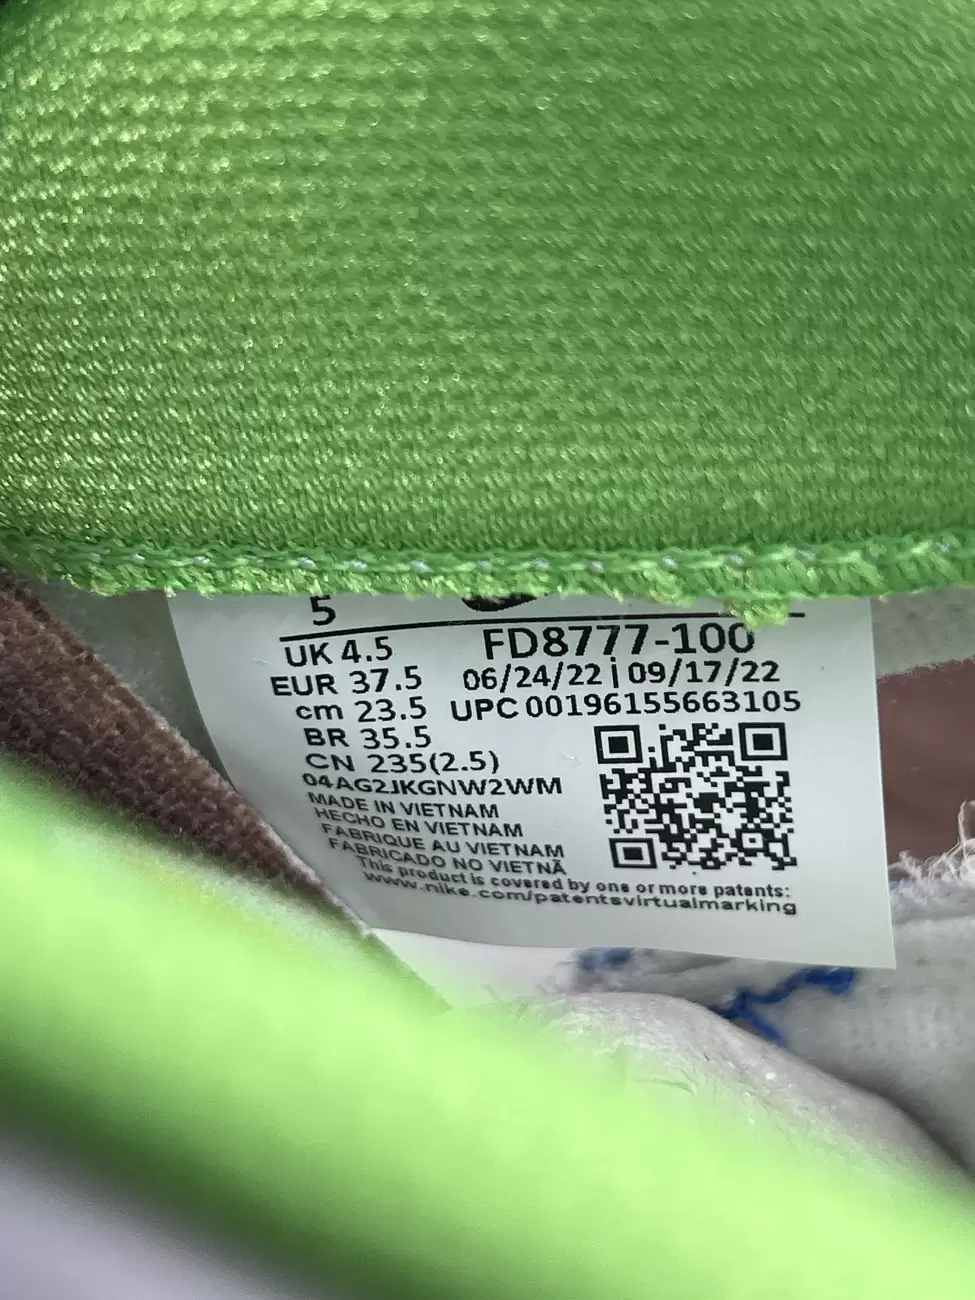 5
UK 4.5 FD8777-100
EUR 37.5 06/24/22 | 09/17/22
cm 23.5 UPC 00196155663105
BR 35.5
CN 235(2.5)
04AG2JKGNW2WM
MADE IN VIETNAM
HECHO EN VIETNAM
FABRIQUE AU VIETNAM
FABRICADO NO VIETNÃ
This product is covered by one or more patents:
www.nike.com/patentsvirtualmarking